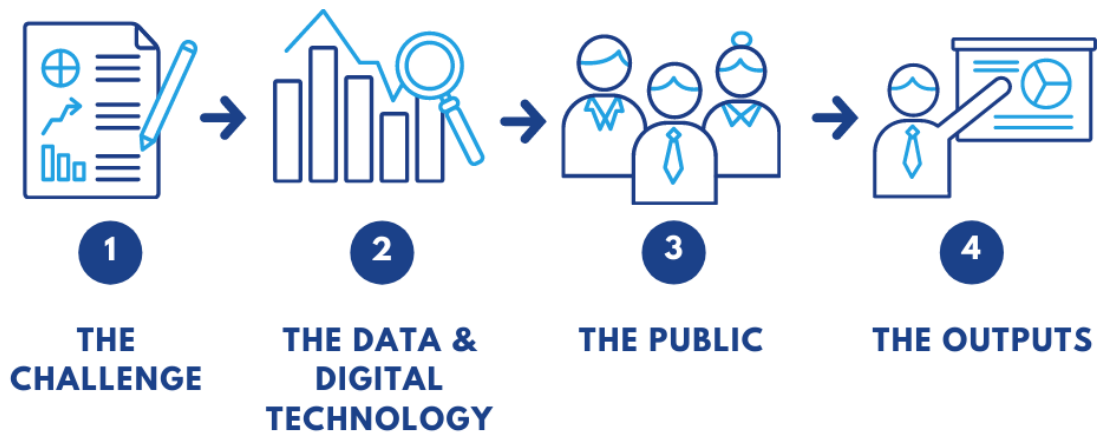 1
THE
CHALLENGE
2
THE DATA &
DIGITAL
TECHNOLOGY
3
THE PUBLIC
4
THE OUTPUTS